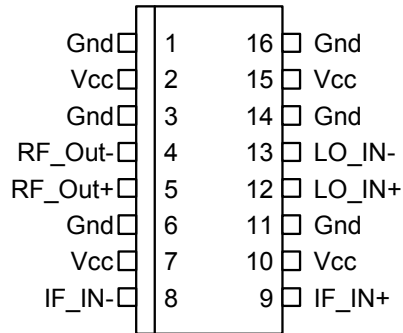 Gnd 1 16 Gnd
Vcc 2 15 Vcc
Gnd 3 14 Gnd
RF_Out- 4 13 LO_IN-
RF_Out+ 5 12 LO_IN+
Gnd 6 11 Gnd
Vcc 7 10 Vcc
IF_IN- 8 9 IF_IN+